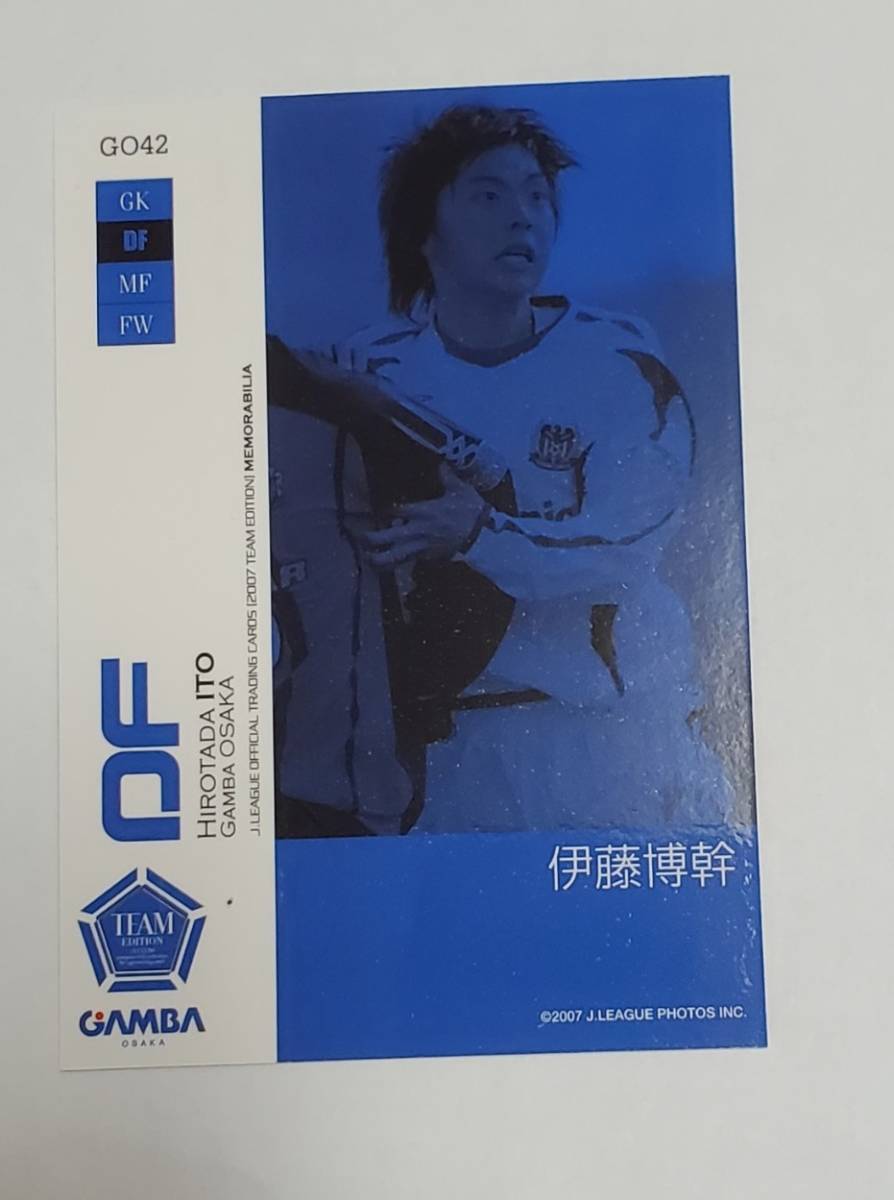 GO42
GK
DF
MF
FW
DF
HIROTADA ITO
GAMBA OSAKA
J.LEAGUE OFFICIAL TRADING CARDS [2007 TEAM EDITION] MEMORABILIA
TEAM
EDITION
GAMBA
OSAKA
伊藤博幹
©2007 J.LEAGUE PHOTOS INC.